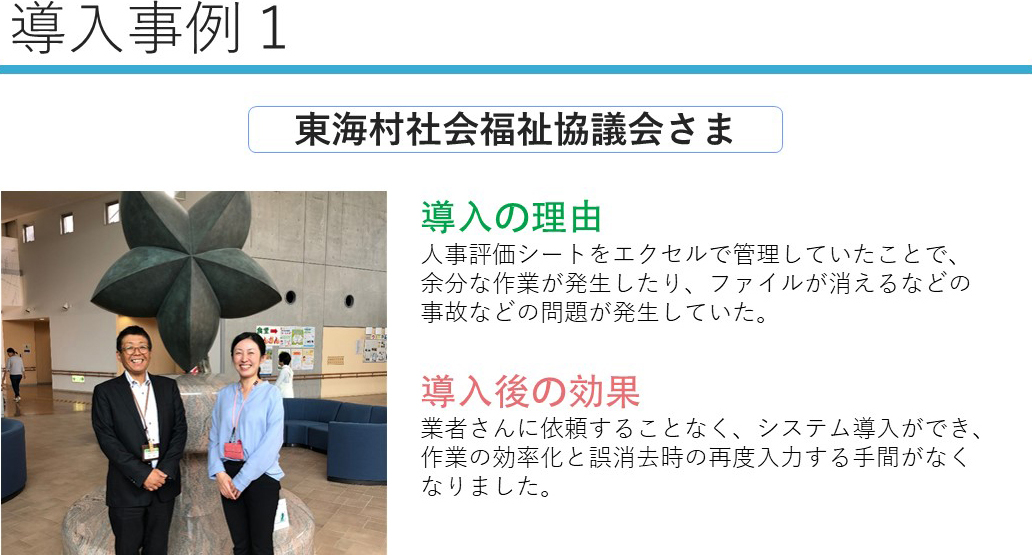 導入事例１
東海村社会福祉協議会さま
導入の理由
人事評価シートをエクセルで管理していたことで、
余分な作業が発生したり、ファイルが消えるなどの
事故などの問題が発生していた。
導入後の効果
業者さんに依頼することなく、システム導入ができ、
作業の効率化と誤消去時の再度入力する手間がなく
なりました。